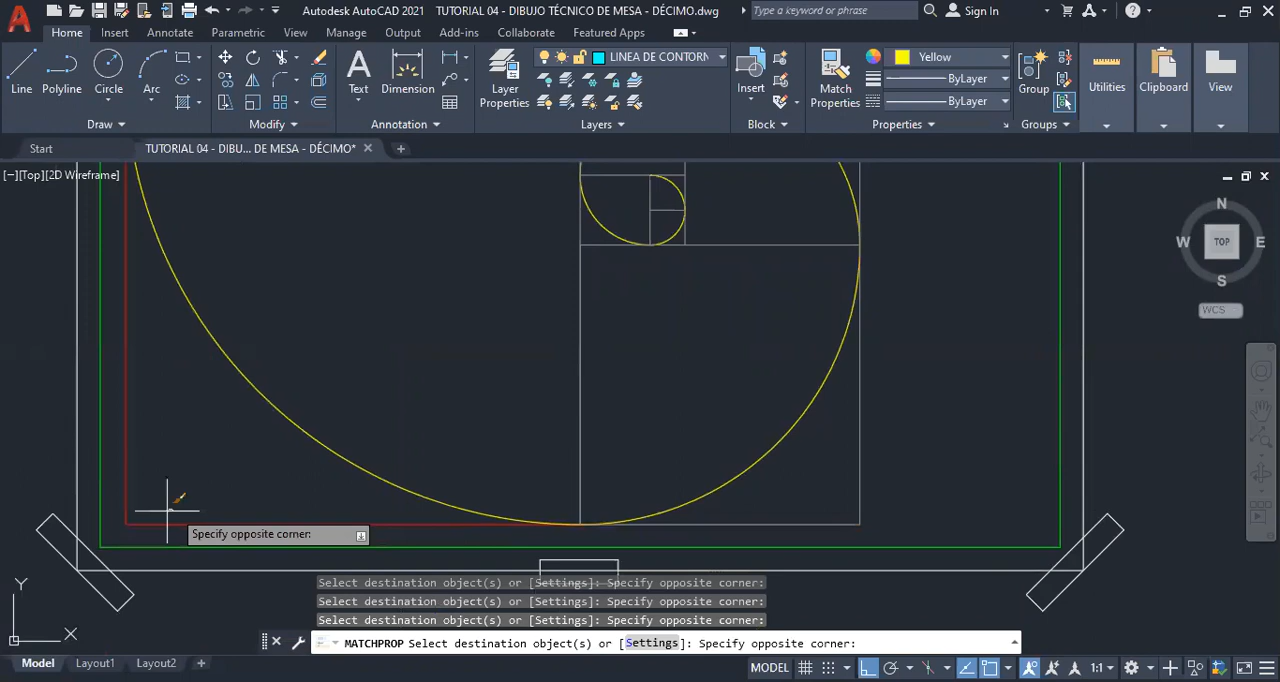 Autodesk AutoCAD 2021 TUTORIAL 04 - DIBUJO TÉCNICO DE MESA - DÉCIMO.dwg Type a keyword or phrase Sign In
Home Insert Annotate Parametric View Manage Output Add-ins Collaborate Featured Apps
LINEA DE CONTORN Yellow
Line Polyline Circle Arc Text Dimension Layer Properties Insert Match Properties ByLayer ByLayer Group Utilities Clipboard View
Draw Modify Annotation Layers Block Properties Groups
Start TUTORIAL 04 - DIBU... DE MESA - DÉCIMO*
[−][Top][2D Wireframe]
N
W TOP E
S
WCS
Specify opposite corner:
Y
X
Select destination object(s) or [Settings]: Specify opposite corner:
Select destination object(s) or [Settings]: Specify opposite corner:
Select destination object(s) or [Settings]: Specify opposite corner:
MATCHPROP Select destination object(s) or [Settings]: Specify opposite corner:
Model Layout1 Layout2 MODEL 1:1